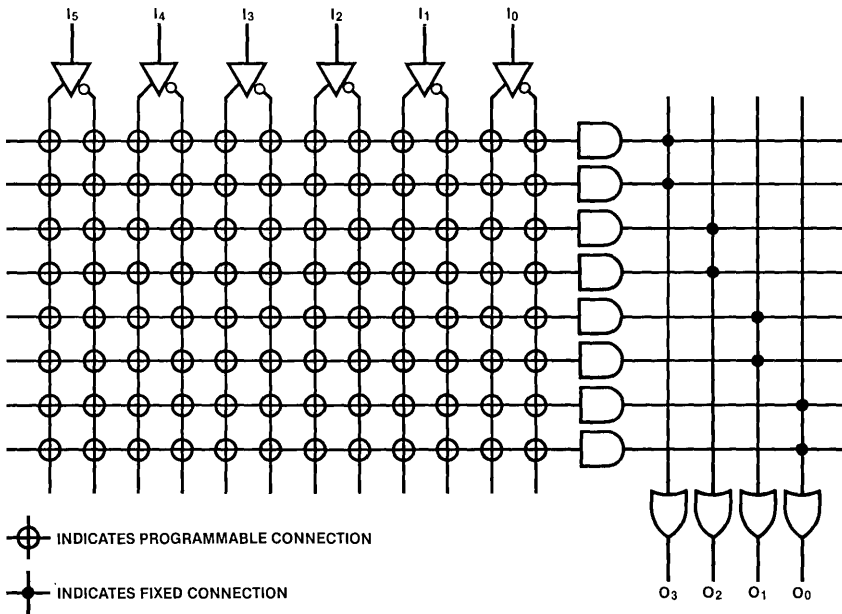 I5 I4 I3 I2 I1 I0
INDICATES PROGRAMMABLE CONNECTION
INDICATES FIXED CONNECTION
O3 O2 O1 O0